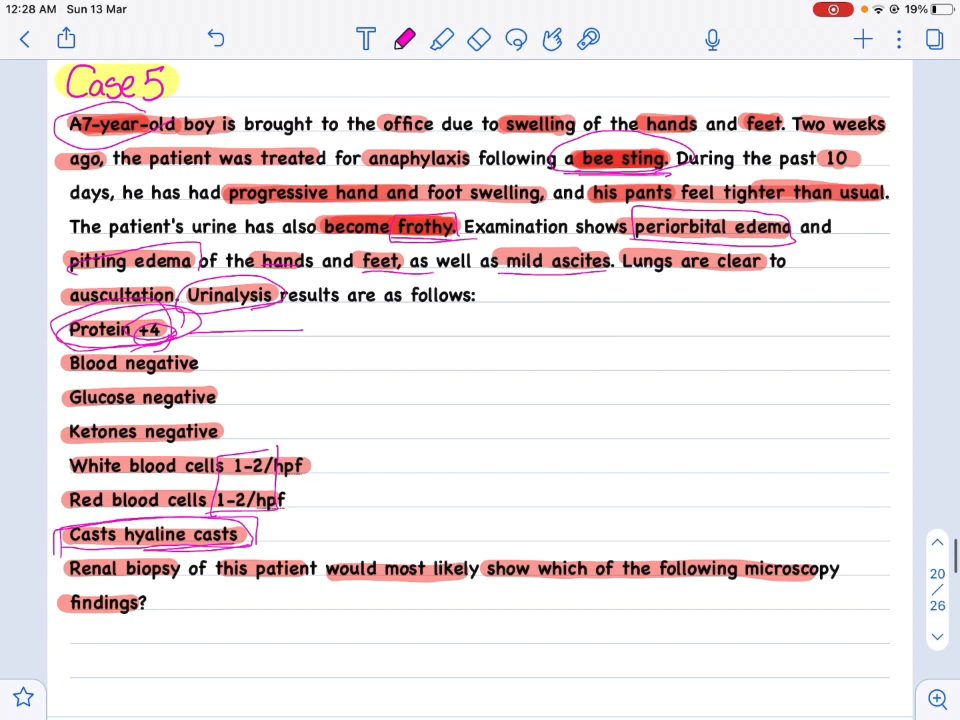 12:28 AM Sun 13 Mar 19%
T
Case 5
A7-year-old boy is brought to the office due to swelling of the hands and feet. Two weeks
ago, the patient was treated for anaphylaxis following a bee sting. During the past 10
days, he has had progressive hand and foot swelling, and his pants feel tighter than usual.
The patient's urine has also become frothy. Examination shows periorbital edema and
pitting edema of the hands and feet, as well as mild ascites. Lungs are clear to
auscultation. Urinalysis results are as follows:
Protein +4
Blood negative
Glucose negative
Ketones negative
White blood cells 1-2/hpf
Red blood cells 1-2/hpf
Casts hyaline casts
Renal biopsy of this patient would most likely show which of the following microscopy
findings?
20
/
26